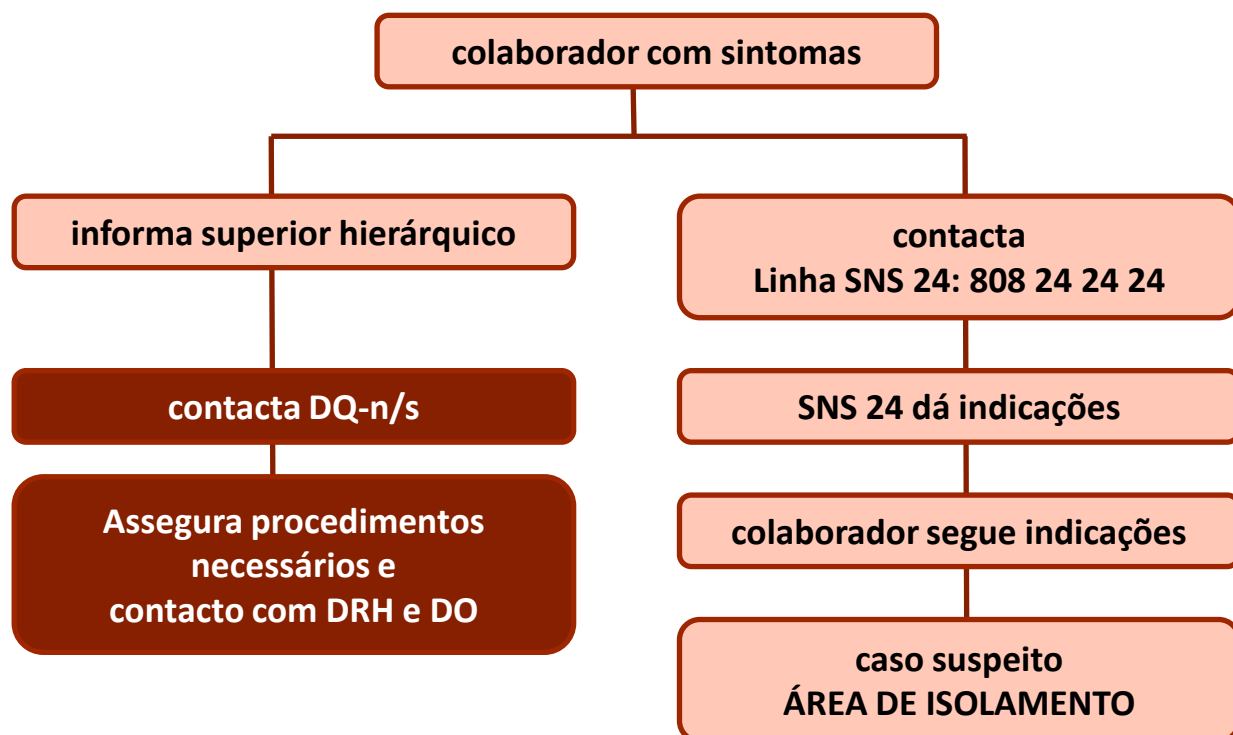 colaborador com sintomas
informa superior hierárquico
contacta
Linha SNS 24: 808 24 24 24
contacta DQ-n/s
SNS 24 dá indicações
Assegura procedimentos
necessários e
contacto com DRH e DO
colaborador segue indicações
caso suspeito
ÁREA DE ISOLAMENTO